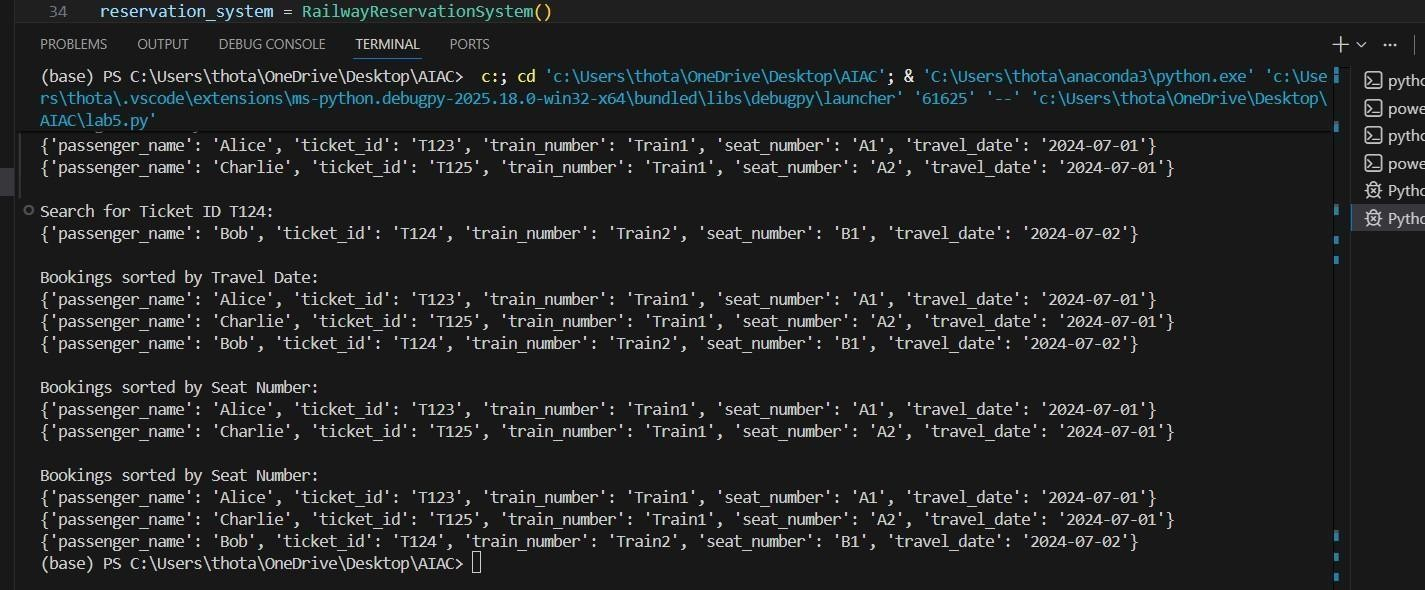 34 reservation_system = RailwayReservationSystem()
PROBLEMS OUTPUT DEBUG CONSOLE TERMINAL PORTS
(base) PS C:\Users\thota\OneDrive\Desktop\AIAC> c:; cd 'c:\Users\thota\OneDrive\Desktop\AIAC'; & 'C:\Users\thota\anaconda3\python.exe' 'c:\Use
rs\thota\.vscode\extensions\ms-python.debugpy-2025.18.0-win32-x64\bundled\libs\debugpy\launcher' '61625' '--' 'c:\Users\thota\OneDrive\Desktop\
AIAC\lab5.py'
{'passenger_name': 'Alice', 'ticket_id': 'T123', 'train_number': 'Train1', 'seat_number': 'A1', 'travel_date': '2024-07-01'}
{'passenger_name': 'Charlie', 'ticket_id': 'T125', 'train_number': 'Train1', 'seat_number': 'A2', 'travel_date': '2024-07-01'}
Search for Ticket ID T124:
{'passenger_name': 'Bob', 'ticket_id': 'T124', 'train_number': 'Train2', 'seat_number': 'B1', 'travel_date': '2024-07-02'}
Bookings sorted by Travel Date:
{'passenger_name': 'Alice', 'ticket_id': 'T123', 'train_number': 'Train1', 'seat_number': 'A1', 'travel_date': '2024-07-01'}
{'passenger_name': 'Charlie', 'ticket_id': 'T125', 'train_number': 'Train1', 'seat_number': 'A2', 'travel_date': '2024-07-01'}
{'passenger_name': 'Bob', 'ticket_id': 'T124', 'train_number': 'Train2', 'seat_number': 'B1', 'travel_date': '2024-07-02'}
Bookings sorted by Seat Number:
{'passenger_name': 'Alice', 'ticket_id': 'T123', 'train_number': 'Train1', 'seat_number': 'A1', 'travel_date': '2024-07-01'}
{'passenger_name': 'Charlie', 'ticket_id': 'T125', 'train_number': 'Train1', 'seat_number': 'A2', 'travel_date': '2024-07-01'}
Bookings sorted by Seat Number:
{'passenger_name': 'Alice', 'ticket_id': 'T123', 'train_number': 'Train1', 'seat_number': 'A1', 'travel_date': '2024-07-01'}
{'passenger_name': 'Charlie', 'ticket_id': 'T125', 'train_number': 'Train1', 'seat_number': 'A2', 'travel_date': '2024-07-01'}
{'passenger_name': 'Bob', 'ticket_id': 'T124', 'train_number': 'Train2', 'seat_number': 'B1', 'travel_date': '2024-07-02'}
(base) PS C:\Users\thota\OneDrive\Desktop\AIAC>
pytho
powe
pytho
powe
Pytho
Pytho